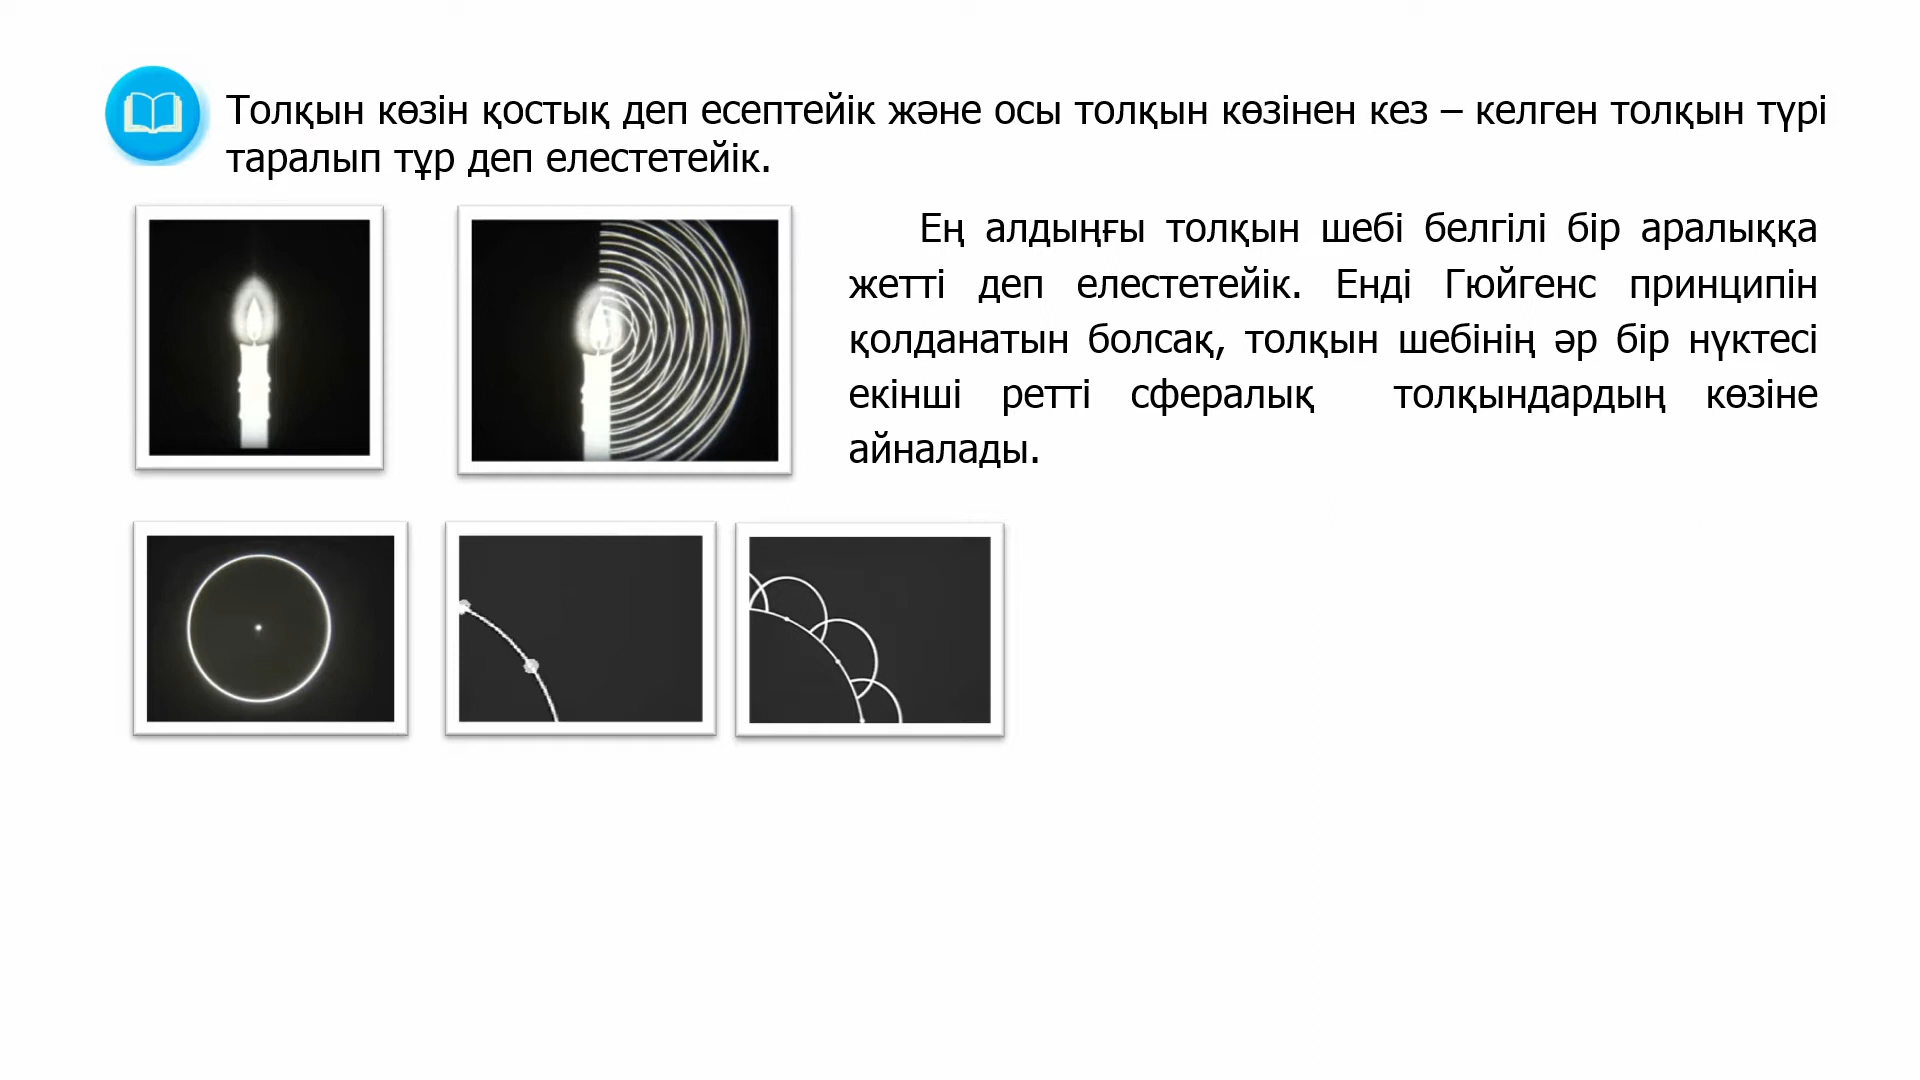 Толқын көзін қостық деп есептейік және осы толқын көзінен кез – келген толқын түрі
таралып тұр деп елестетейік.
Ең алдыңғы толқын шебі белгілі бір аралыққа
жетті деп елестетейік. Енді Гюйгенс принципін
қолданатын болсақ, толқын шебінің әр бір нүктесі
екінші ретті сфералық толқындардың көзіне
айналады.